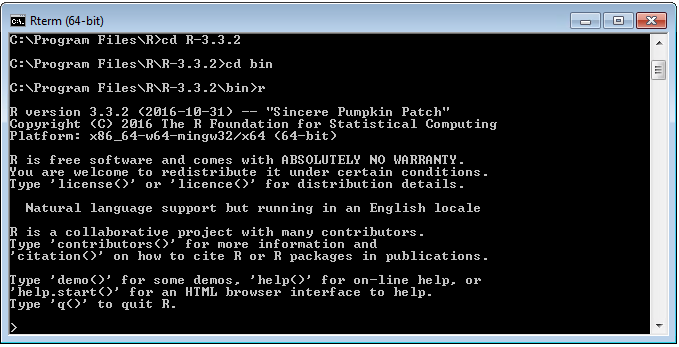 Rterm (64-bit)
C:\Program Files\R>cd R-3.3.2
C:\Program Files\R\R-3.3.2>cd bin
C:\Program Files\R\R-3.3.2\bin>r
R version 3.3.2 (2016-10-31) -- "Sincere Pumpkin Patch"
Copyright (C) 2016 The R Foundation for Statistical Computing
Platform: x86_64-w64-mingw32/x64 (64-bit)
R is free software and comes with ABSOLUTELY NO WARRANTY.
You are welcome to redistribute it under certain conditions.
Type 'license()' or 'licence()' for distribution details.
Natural language support but running in an English locale
R is a collaborative project with many contributors.
Type 'contributors()' for more information and
'citation()' on how to cite R or R packages in publications.
Type 'demo()' for some demos, 'help()' for on-line help, or
'help.start()' for an HTML browser interface to help.
Type 'q()' to quit R.
>